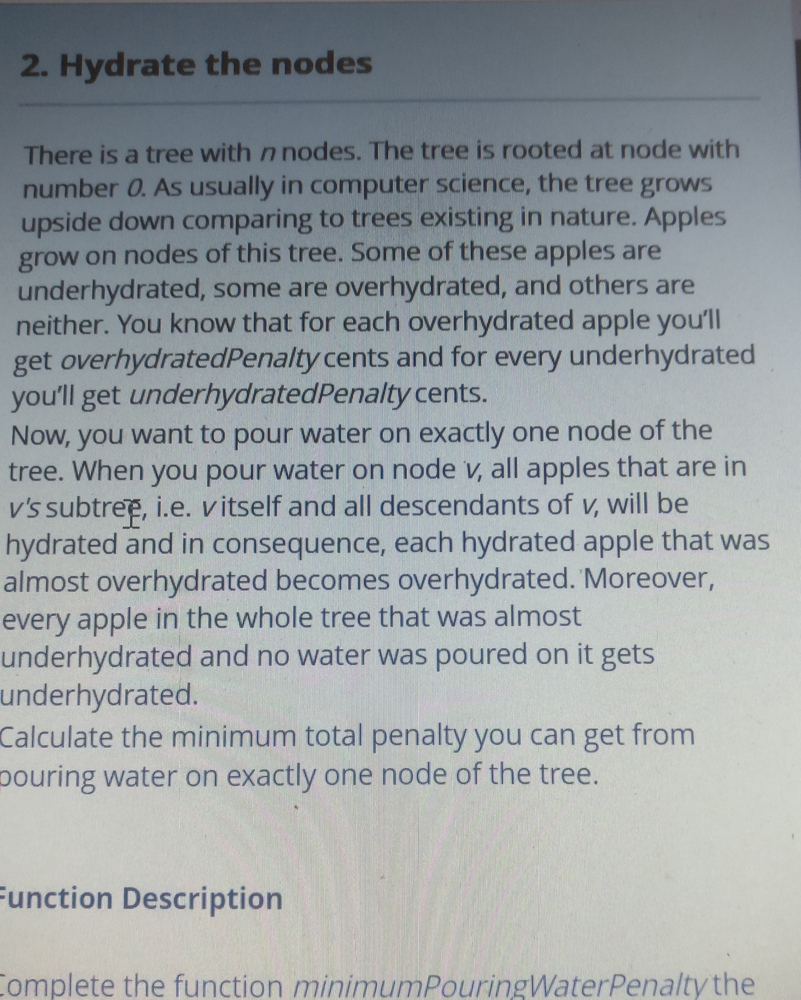 2. Hydrate the nodes
There is a tree with n nodes. The tree is rooted at node with
number 0. As usually in computer science, the tree grows
upside down comparing to trees existing in nature. Apples
grow on nodes of this tree. Some of these apples are
underhydrated, some are overhydrated, and others are
neither. You know that for each overhydrated apple you'll
get overhydratedPenalty cents and for every underhydrated
you'll get underhydratedPenalty cents.
Now, you want to pour water on exactly one node of the
tree. When you pour water on node v, all apples that are in
v's subtree, i.e. v itself and all descendants of v, will be
hydrated and in consequence, each hydrated apple that was
almost overhydrated becomes overhydrated. Moreover,
every apple in the whole tree that was almost
underhydrated and no water was poured on it gets
underhydrated.
Calculate the minimum total penalty you can get from
pouring water on exactly one node of the tree.
Function Description
Complete the function minimumPouringWaterPenalty the